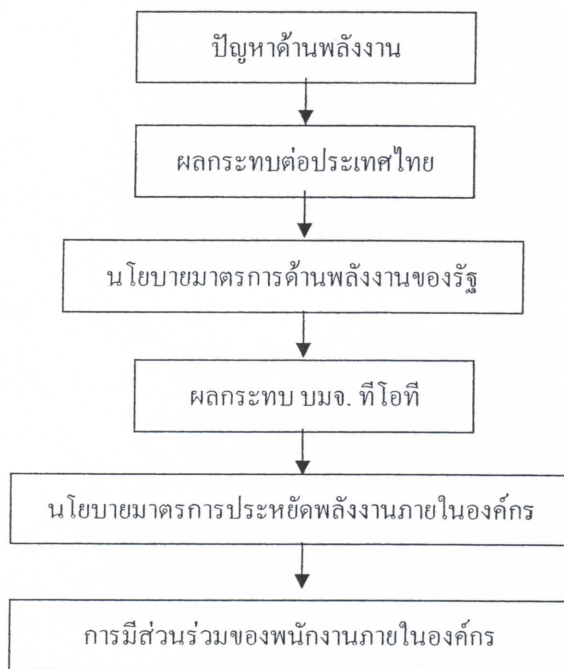 ปัญหาด้านพลังงาน
ผลกระทบต่อประเทศไทย
นโยบายมาตรการด้านพลังงานของรัฐ
ผลกระทบ บมจ. ทีโอที
นโยบายมาตรการประหยัดพลังงานภายในองค์กร
การมีส่วนร่วมของพนักงานภายในองค์กร